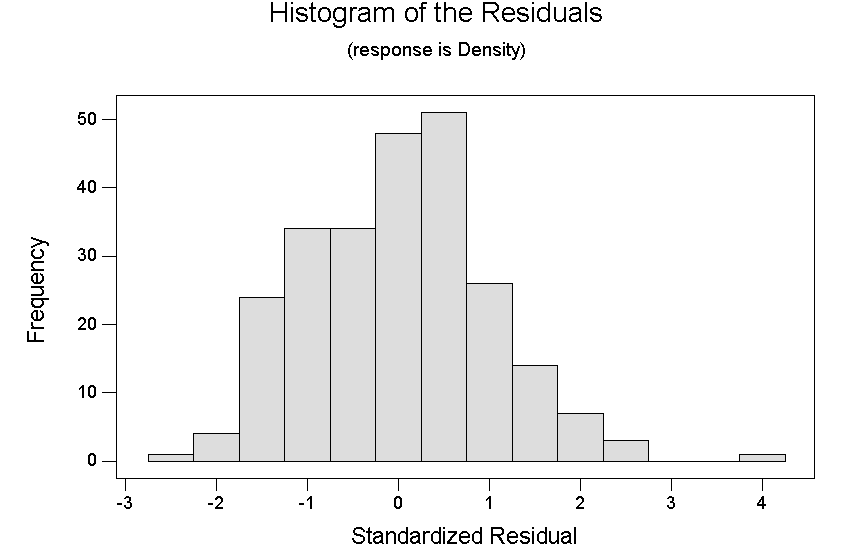 Histogram of the Residuals
(response is Density)
50
40
30
20
10
0
Frequency
-3 -2 -1 0 1 2 3 4
Standardized Residual